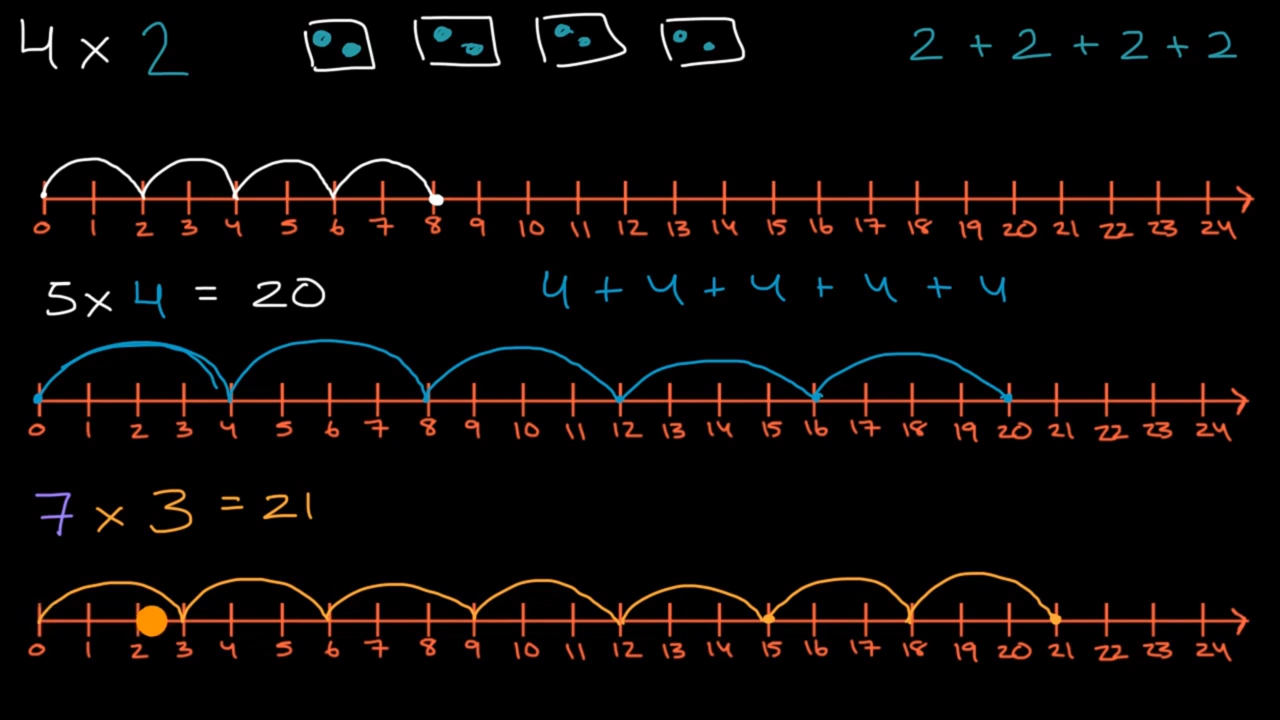 4 x 2 2 + 2 + 2 + 2
0 1 2 3 4 5 6 7 8 9 10 11 12 13 14 15 16 17 18 19 20 21 22 23 24
5 x 4 = 20 4 + 4 + 4 + 4 + 4
0 1 2 3 4 5 6 7 8 9 10 11 12 13 14 15 16 17 18 19 20 21 22 23 24
7 x 3 = 21
0 1 2 3 4 5 6 7 8 9 10 11 12 13 14 15 16 17 18 19 20 21 22 23 24